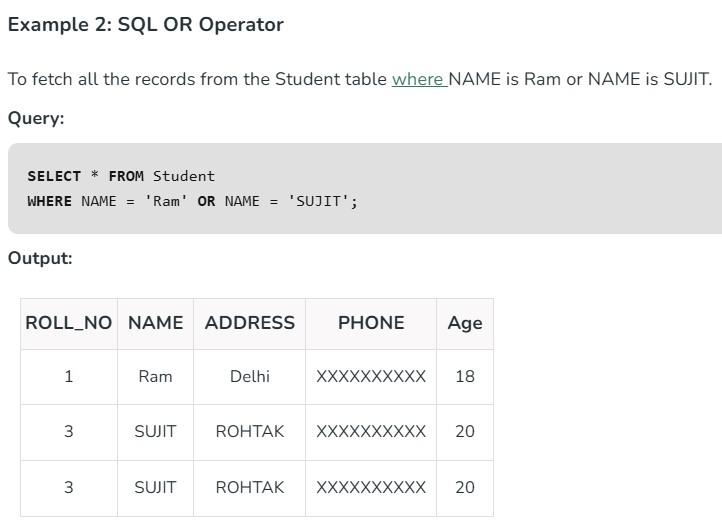 Example 2: SQL OR Operator
To fetch all the records from the Student table where NAME is Ram or NAME is SUJIT.
Query:
SELECT * FROM Student
WHERE NAME = 'Ram' OR NAME = 'SUJIT';
Output:
ROLL_NO NAME ADDRESS PHONE Age
1 Ram Delhi XXXXXXXXXX 18
3 SUJIT ROHTAK XXXXXXXXXX 20
3 SUJIT ROHTAK XXXXXXXXXX 20